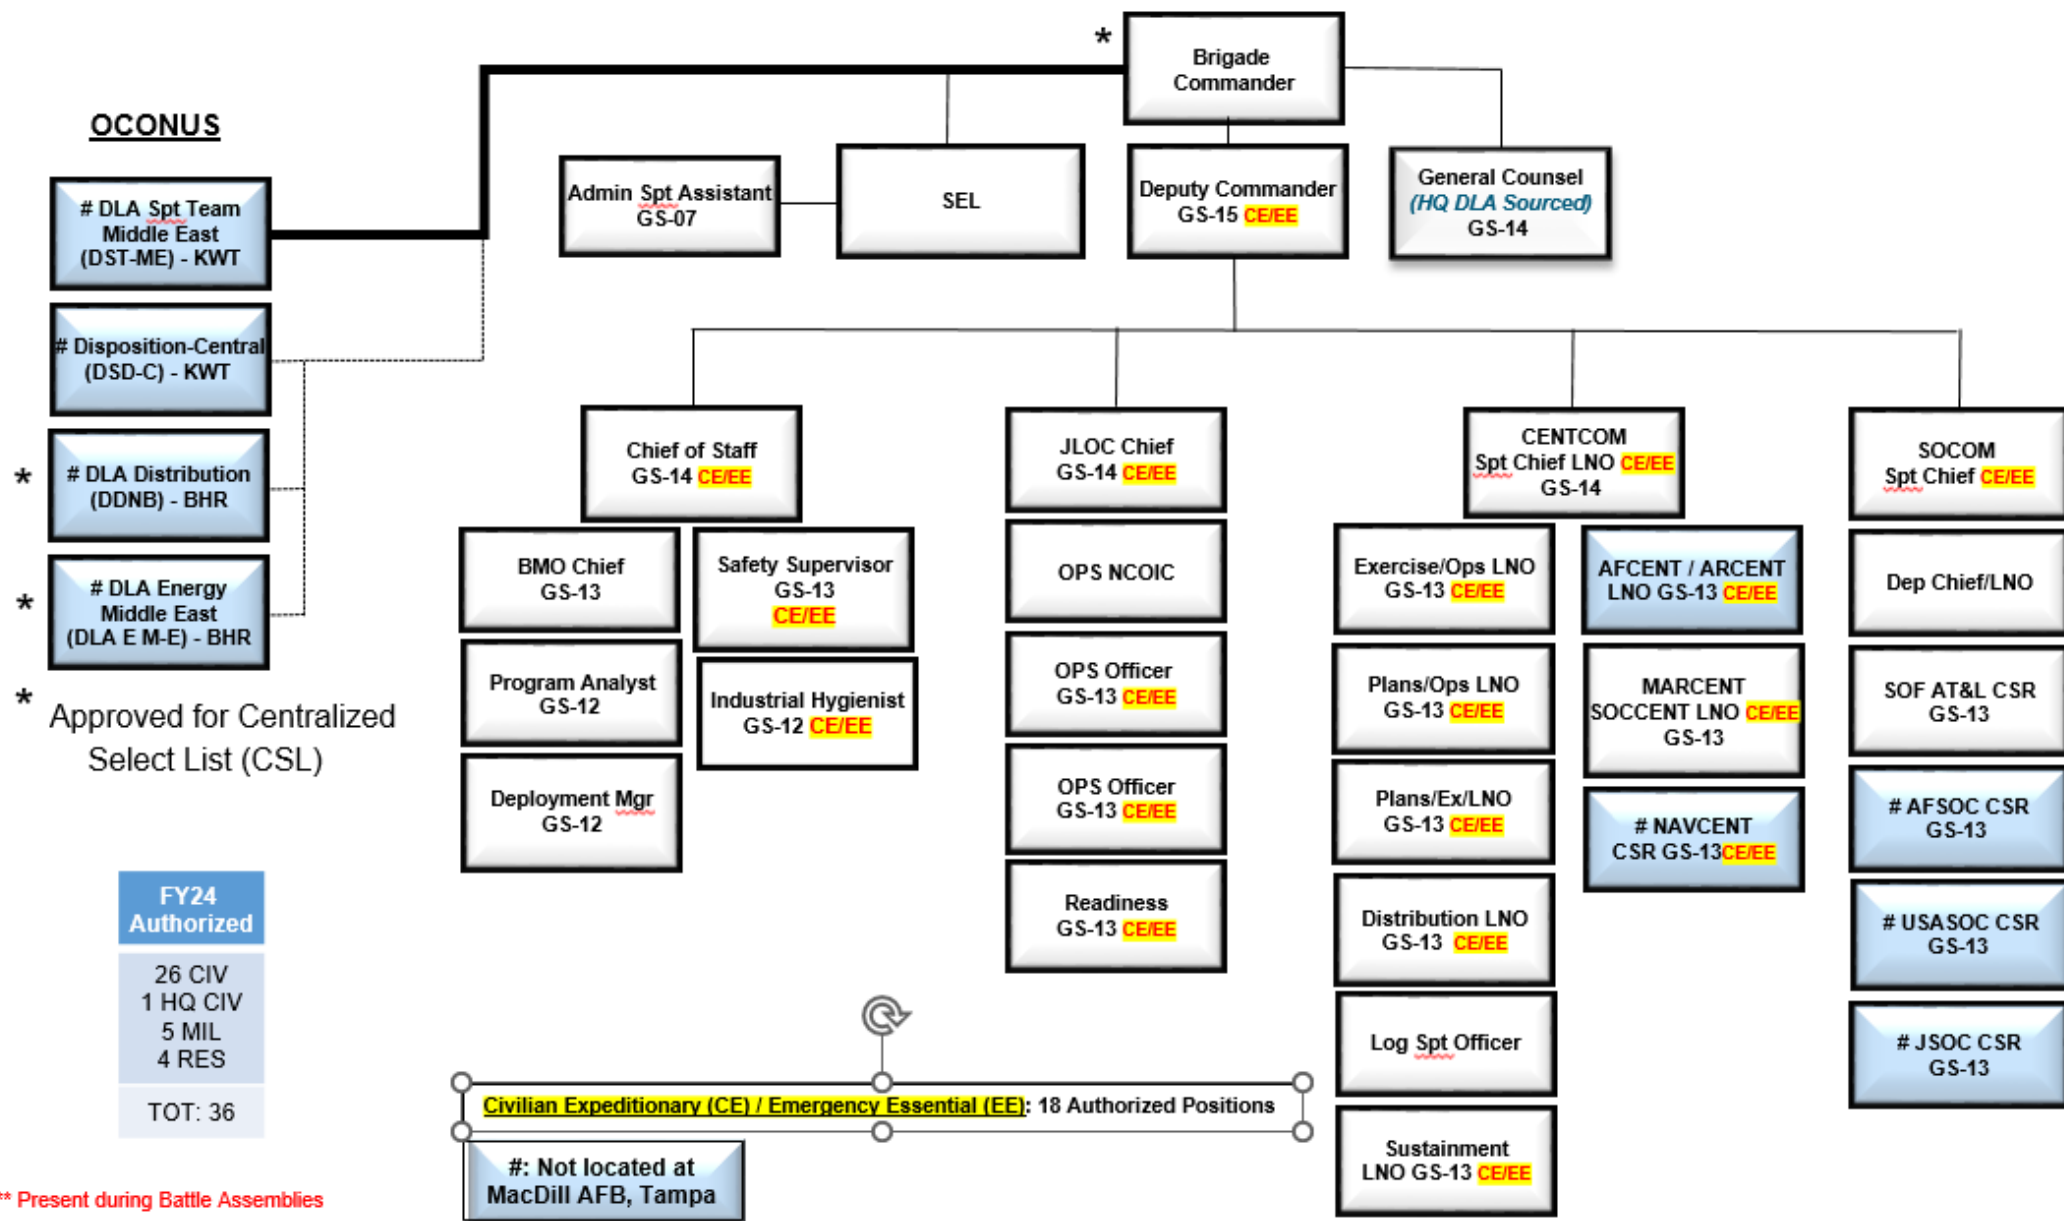 *
Brigade
Commander
OCONUS
# DLA Spt Team
Middle East
(DST-ME) - KWT
# Disposition-Central
(DSD-C) - KWT
*
# DLA Distribution
(DDNB) - BHR
*
# DLA Energy
Middle East
(DLA E M-E) - BHR
*
Approved for Centralized
Select List (CSL)
Admin Spt Assistant
GS-07
SEL
Deputy Commander
GS-15 CE/EE
General Counsel
(HQ DLA Sourced)
GS-14
Chief of Staff
GS-14 CE/EE
BMO Chief
GS-13
Program Analyst
GS-12
Deployment Mgr
GS-12
Safety Supervisor
GS-13
CE/EE
Industrial Hygienist
GS-12 CE/EE
JLOC Chief
GS-14 CE/EE
OPS NCOIC
OPS Officer
GS-13 CE/EE
OPS Officer
GS-13 CE/EE
Readiness
GS-13 CE/EE
CENTCOM
Spt Chief LNO CE/EE
GS-14
Exercise/Ops LNO
GS-13 CE/EE
Plans/Ops LNO
GS-13 CE/EE
Plans/Ex/LNO
GS-13 CE/EE
Distribution LNO
GS-13 CE/EE
Log Spt Officer
Sustainment
LNO GS-13 CE/EE
AFCENT / ARCENT
LNO GS-13 CE/EE
MARCENT
SOCCENT LNO CE/EE
GS-13
# NAVCENT
CSR GS-13CE/EE
SOCOM
Spt Chief CE/EE
Dep Chief/LNO
SOF AT&L CSR
GS-13
# AFSOC CSR
GS-13
# USASOC CSR
GS-13
# JSOC CSR
GS-13
FY24
Authorized
26 CIV
1 HQ CIV
5 MIL
4 RES
TOT: 36
Civilian Expeditionary (CE) / Emergency Essential (EE): 18 Authorized Positions
#: Not located at
MacDill AFB, Tampa
** Present during Battle Assemblies